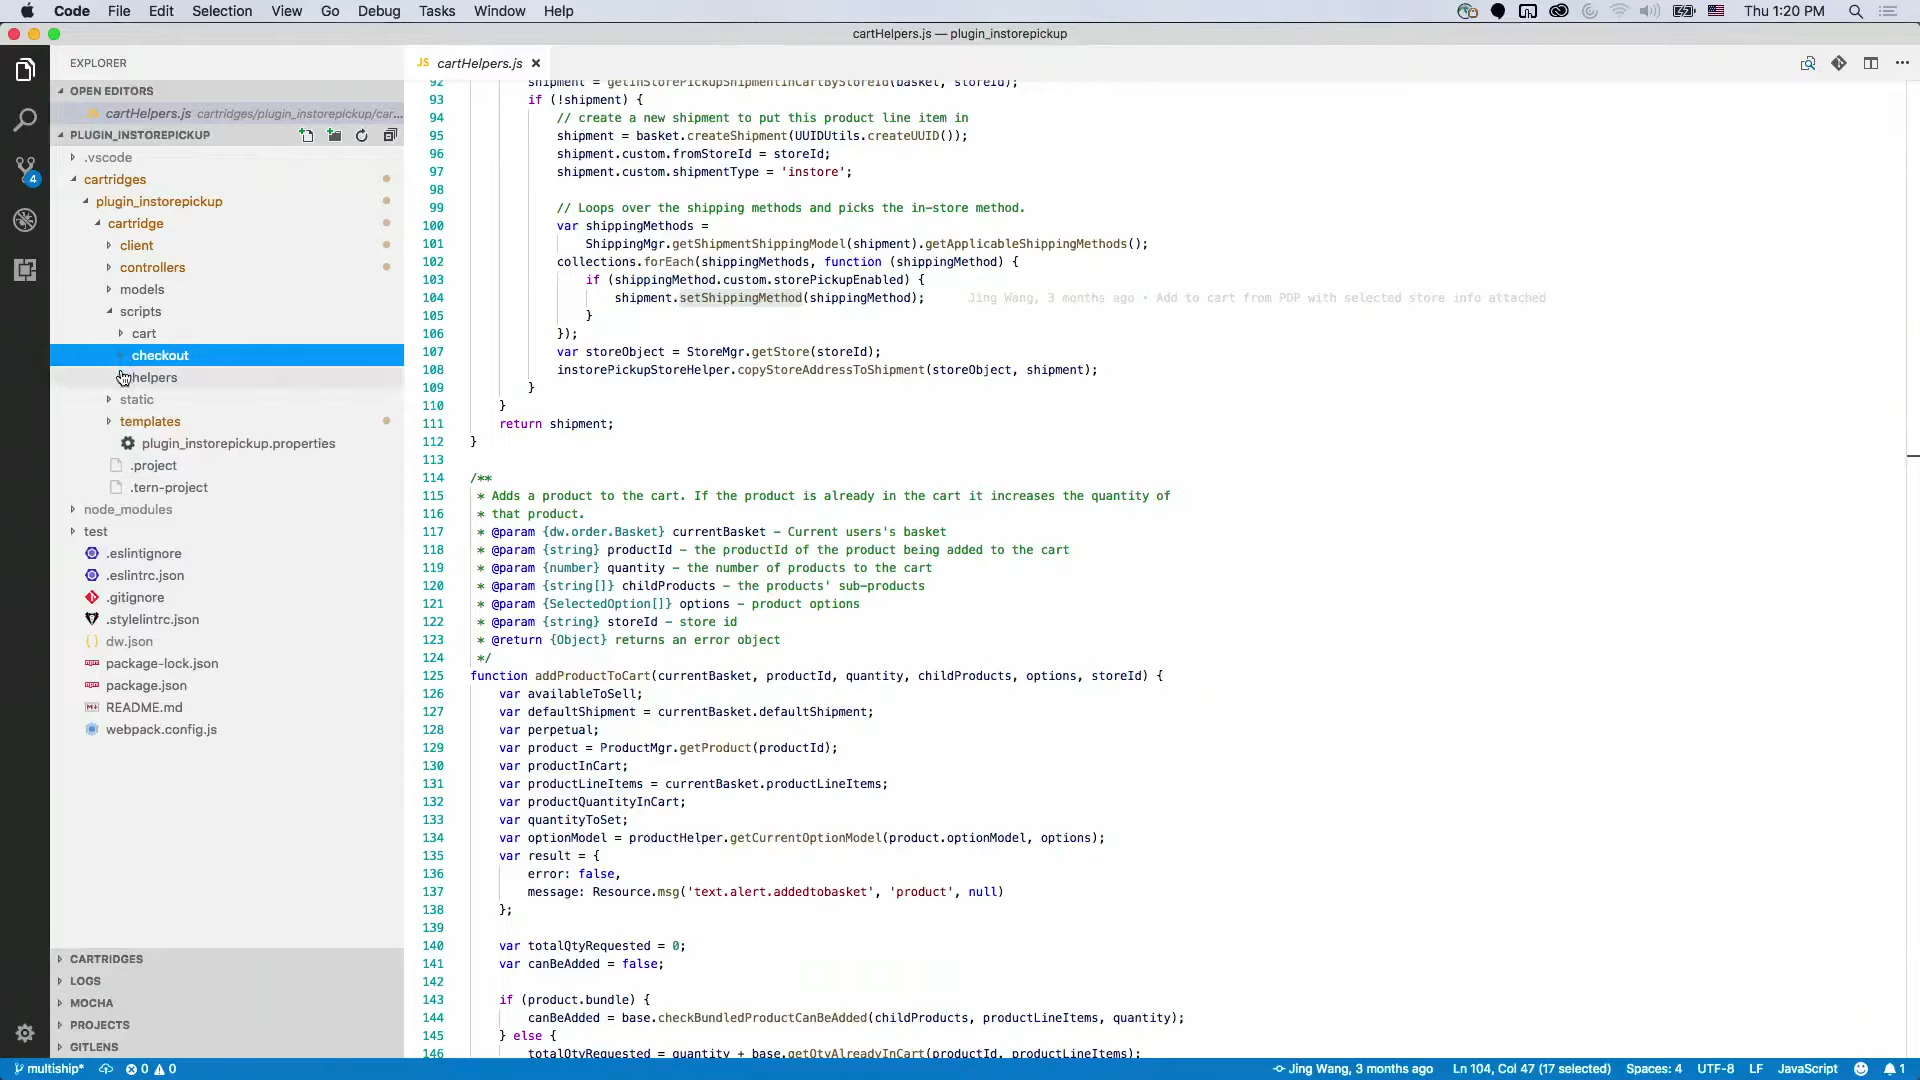 Code File Edit Selection View Go Debug Tasks Window Help
Thu 1:20 PM
cartHelpers.js — plugin_instorepickup
EXPLORER
OPEN EDITORS
cartHelpers.js cartridges/plugin_instorepickup/car...
PLUGIN_INSTOREPICKUP
.vscode
cartridges
plugin_instorepickup
cartridge
client
controllers
models
scripts
cart
checkout
helpers
static
templates
plugin_instorepickup.properties
.project
.tern-project
node_modules
test
.eslintignore
.eslintrc.json
.gitignore
.stylelintrc.json
dw.json
package-lock.json
package.json
README.md
webpack.config.js
CARTRIDGES
LOGS
MOCHA
PROJECTS
GITLENS
4
JS cartHelpers.js
92 shipment = getInStorePickupShipmentInCartByStoreId(basket, storeId);
93 if (!shipment) {
94 // create a new shipment to put this product line item in
95 shipment = basket.createShipment(UUIDUtils.createUUID());
96 shipment.custom.fromStoreId = storeId;
97 shipment.custom.shipmentType = 'instore';
98
99 // Loops over the shipping methods and picks the in-store method.
100 var shippingMethods =
101 ShippingMgr.getShipmentShippingModel(shipment).getApplicableShippingMethods();
102 collections.forEach(shippingMethods, function (shippingMethod) {
103 if (shippingMethod.custom.storePickupEnabled) {
104 shipment.setShippingMethod(shippingMethod); Jing Wang, 3 months ago • Add to cart from PDP with selected store info attached
105 }
106 });
107 var storeObject = StoreMgr.getStore(storeId);
108 instorePickupStoreHelper.copyStoreAddressToShipment(storeObject, shipment);
109 }
110 }
111 return shipment;
112 }
113
114 /**
115 * Adds a product to the cart. If the product is already in the cart it increases the quantity of
116 * that product.
117 * @param {dw.order.Basket} currentBasket - Current users's basket
118 * @param {string} productId - the productId of the product being added to the cart
119 * @param {number} quantity - the number of products to the cart
120 * @param {string[]} childProducts - the products' sub-products
121 * @param {SelectedOption[]} options - product options
122 * @param {string} storeId - store id
123 * @return {Object} returns an error object
124 */
125 function addProductToCart(currentBasket, productId, quantity, childProducts, options, storeId) {
126 var availableToSell;
127 var defaultShipment = currentBasket.defaultShipment;
128 var perpetual;
129 var product = ProductMgr.getProduct(productId);
130 var productInCart;
131 var productLineItems = currentBasket.productLineItems;
132 var productQuantityInCart;
133 var quantityToSet;
134 var optionModel = productHelper.getCurrentOptionModel(product.optionModel, options);
135 var result = {
136 error: false,
137 message: Resource.msg('text.alert.addedtobasket', 'product', null)
138 };
139
140 var totalQtyRequested = 0;
141 var canBeAdded = false;
142
143 if (product.bundle) {
144 canBeAdded = base.checkBundledProductCanBeAdded(childProducts, productLineItems, quantity);
145 } else {
146 totalQtyRequested = quantity + base.getQtyAlreadyInCart(productId, productLineItems);
multiship* 0 0 Jing Wang, 3 months ago Ln 104, Col 47 (17 selected) Spaces: 4 UTF-8 LF JavaScript 1